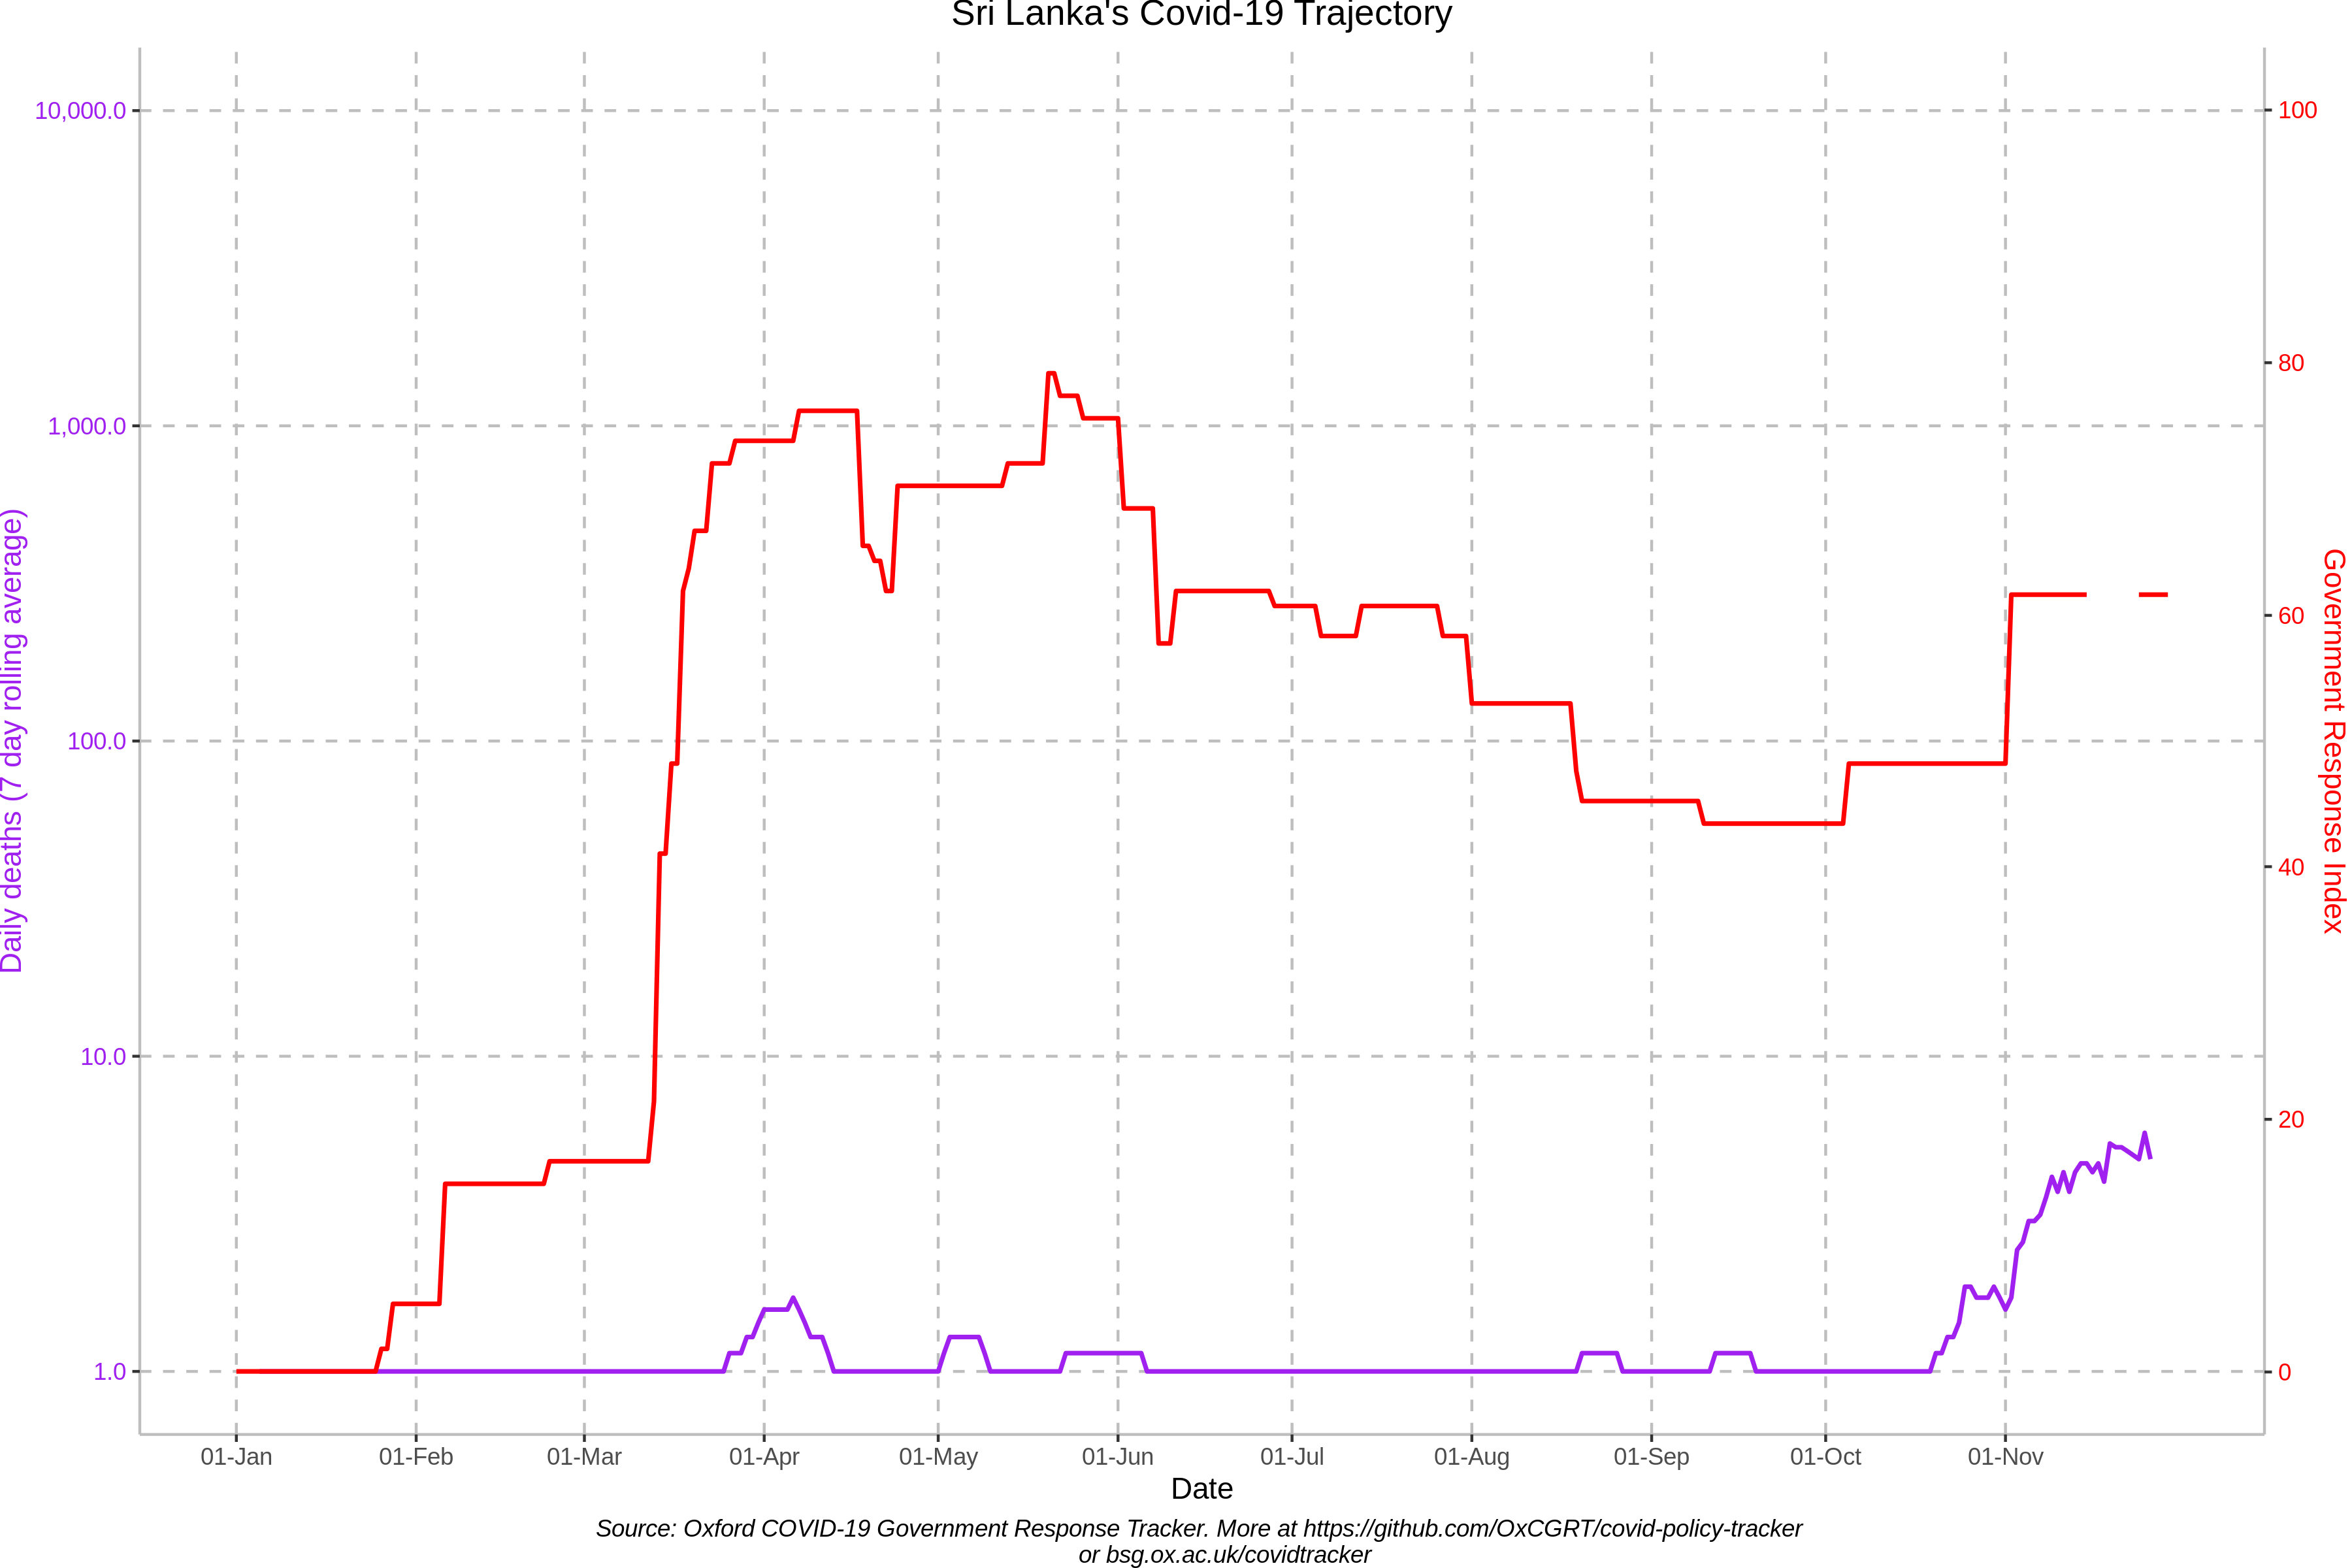 Sri Lanka's Covid-19 Trajectory
10,000.0
1,000.0
100.0
10.0
1.0
Daily deaths (7 day rolling average)
100
80
60
40
20
0
Government Response Index
01-Jan
01-Feb
01-Mar
01-Apr
01-May
01-Jun
01-Jul
01-Aug
01-Sep
01-Oct
01-Nov
Date
Source: Oxford COVID-19 Government Response Tracker. More at https://github.com/OxCGRT/covid-policy-tracker
or bsg.ox.ac.uk/covidtracker